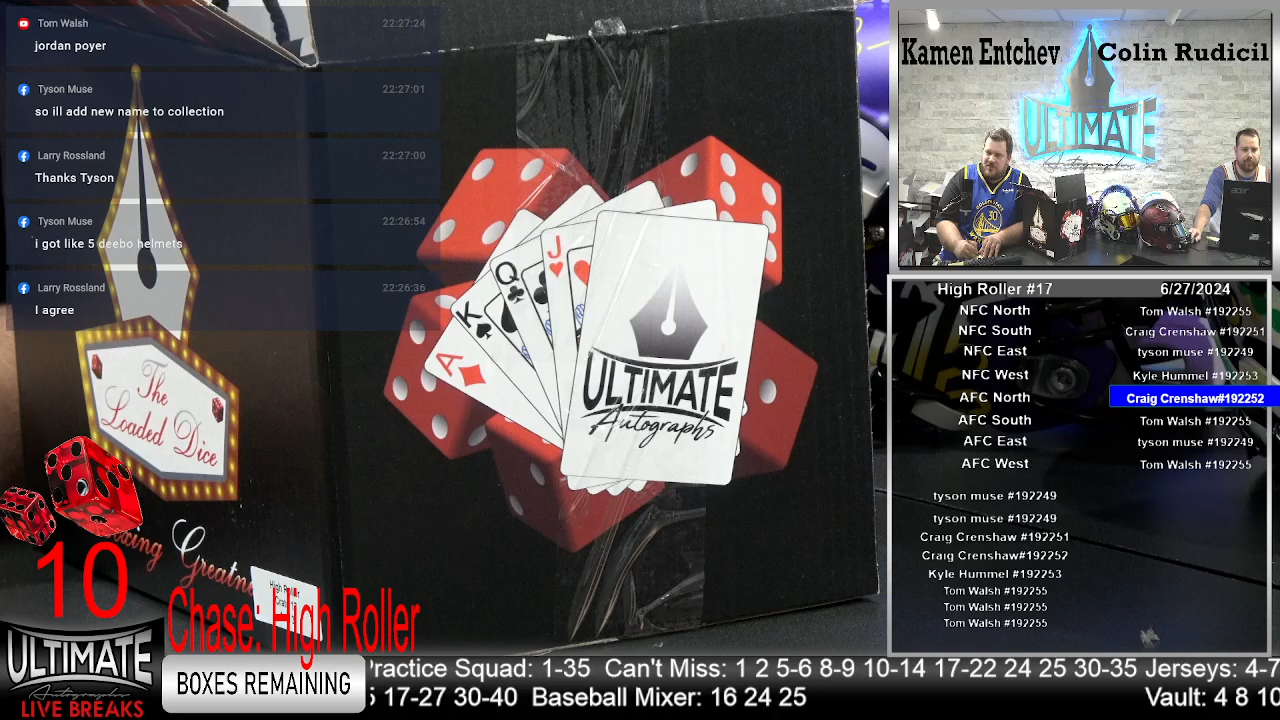 Tom Walsh 22:27:24
jordan poyer
Tyson Muse 22:27:01
so ill add new name to collection
Larry Rossland 22:27:00
Thanks Tyson
Tyson Muse 22:26:54
i got like 5 deebo helmets
Larry Rossland 22:26:36
I agree
The
Loaded Dice
Greatne
High Roller
A K Q J
ULTIMATE
Autographs
10
Chase: High Roller
ULTIMATE
Autographs
LIVE BREAKS
BOXES REMAINING
Kamen Entchev Colin Rudicil
ULTIMATE
Autographs
30
acer
High Roller #17 6/27/2024
NFC North Tom Walsh #192255
NFC South Craig Crenshaw #192251
NFC East tyson muse #192249
NFC West Kyle Hummel #192253
AFC North Craig Crenshaw#192252
AFC South Tom Walsh #192255
AFC East tyson muse #192249
AFC West Tom Walsh #192255
tyson muse #192249
tyson muse #192249
Craig Crenshaw #192251
Craig Crenshaw#192252
Kyle Hummel #192253
Tom Walsh #192255
Tom Walsh #192255
Tom Walsh #192255
Practice Squad: 1-35 Can't Miss: 1 2 5-6 8-9 10-14 17-22 24 25 30-35 Jerseys: 4-7
17-27 30-40 Baseball Mixer: 16 24 25 Vault: 4 8 10